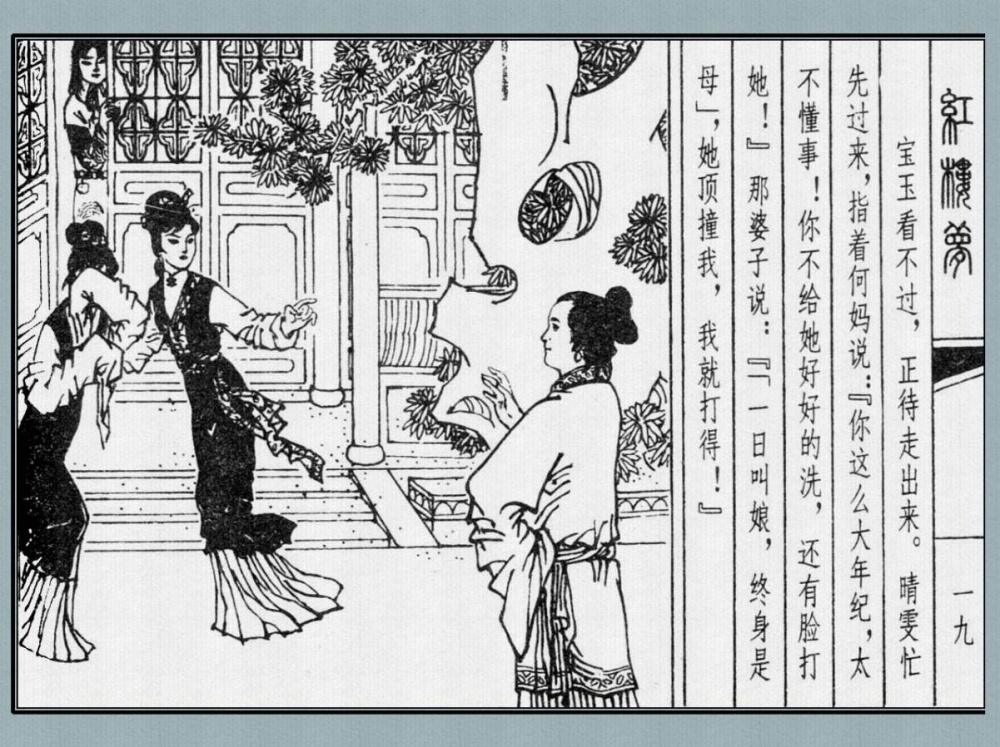 紅樓夢
一九
宝玉看不过，正待走出来。晴雯忙
先过来，指着何妈说：『你这么大年纪，太
不懂事！你不给她好好的洗，还有脸打
她！』那婆子说：『「一日叫娘，终身是
母」，她顶撞我，我就打得！』